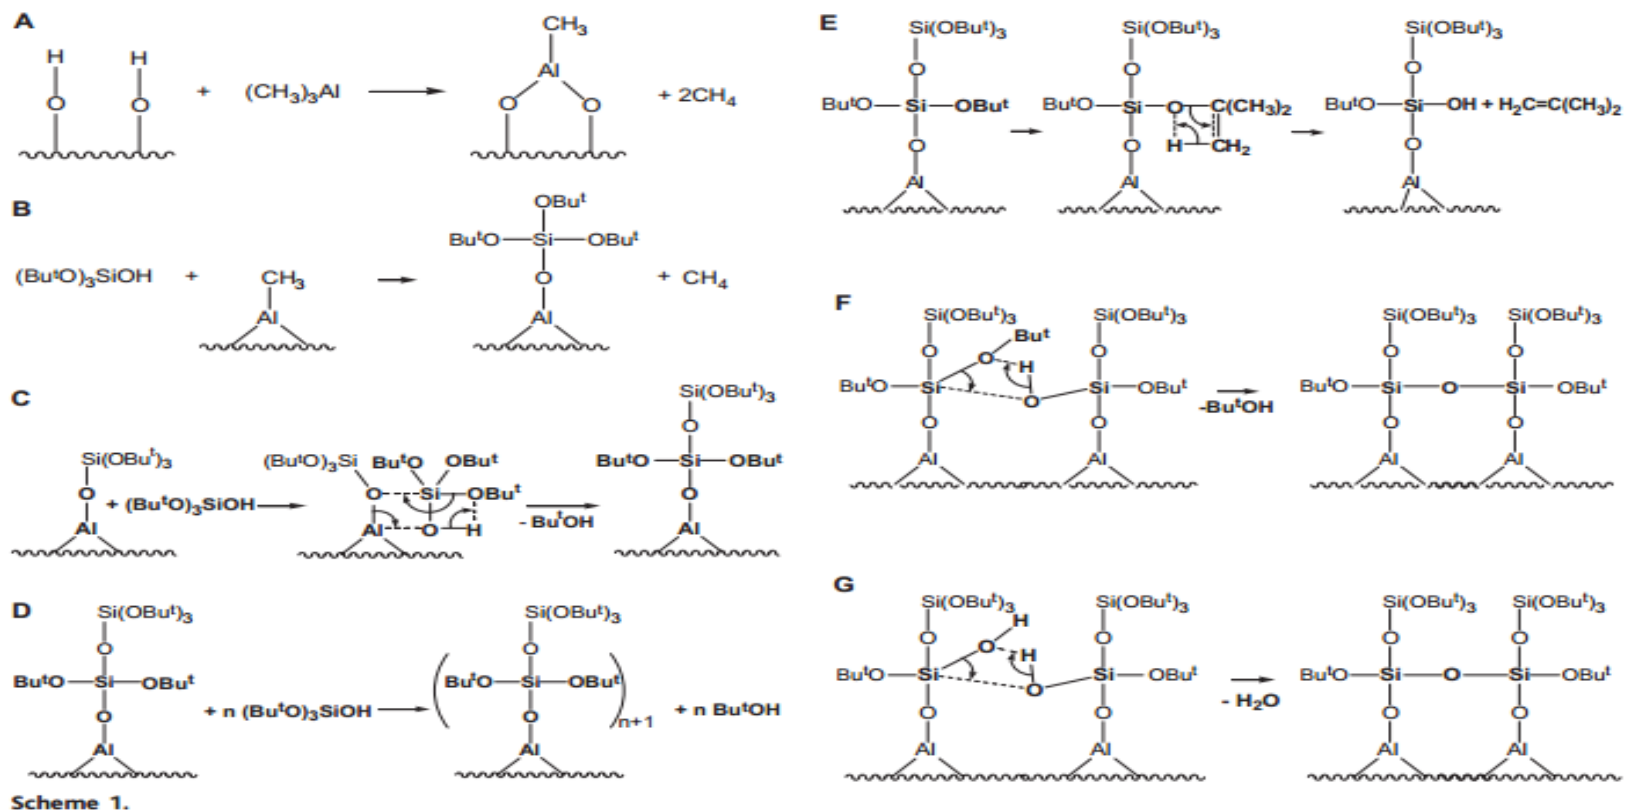 A
H H
O O
+ (CH₃)₃Al
CH₃
Al
O O
+ 2CH₄
B
(BuᵗO)₃SiOH + CH₃
Al
OBuᵗ
BuᵗO—Si—OBuᵗ
O
Al
+ CH₄
C
Si(OBuᵗ)₃
O
Al
+ (BuᵗO)₃SiOH
(BuᵗO)₃Si BuᵗO OBuᵗ
O Si OBuᵗ
Al O H
- BuᵗOH
Si(OBuᵗ)₃
O
BuᵗO—Si—OBuᵗ
O
Al
D
Si(OBuᵗ)₃
O
BuᵗO—Si—OBuᵗ
O
Al
+ n (BuᵗO)₃SiOH
Si(OBuᵗ)₃
O
(BuᵗO—Si—OBuᵗ
O )n+1
Al
+ n BuᵗOH
Scheme 1.
E
Si(OBuᵗ)₃
O
BuᵗO—Si—OBuᵗ
O
Al
Si(OBuᵗ)₃
O
BuᵗO—Si—O C(CH₃)₂
O H CH₂
Al
Si(OBuᵗ)₃
O
BuᵗO—Si—OH + H₂C=C(CH₃)₂
O
Al
F
Si(OBuᵗ)₃
O O Buᵗ
H
BuᵗO—Si O
O
Al
Si(OBuᵗ)₃
O
Si—OBuᵗ
O
Al
-BuᵗOH
Si(OBuᵗ)₃ Si(OBuᵗ)₃
O O
BuᵗO—Si—O—Si—OBuᵗ
O O
Al Al
G
Si(OBuᵗ)₃
O O H
H
BuᵗO—Si O
O
Al
Si(OBuᵗ)₃
O
Si—OBuᵗ
O
Al
- H₂O
Si(OBuᵗ)₃ Si(OBuᵗ)₃
O O
BuᵗO—Si—O—Si—OBuᵗ
O O
Al Al